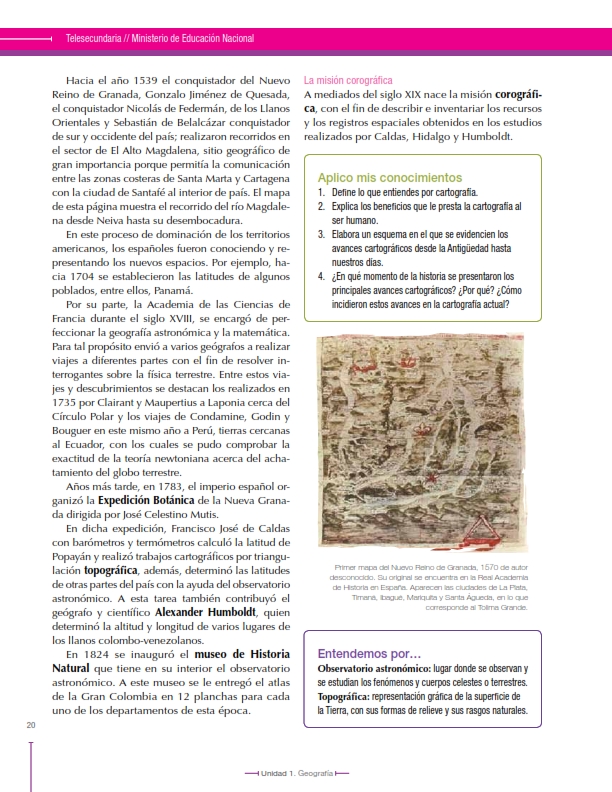 Telesecundaria // Ministerio de Educación Nacional
Hacia el año 1539 el conquistador del Nuevo
Reino de Granada, Gonzalo Jiménez de Quesada,
el conquistador Nicolás de Federmán, de los Llanos
Orientales y Sebastián de Belalcázar conquistador
de sur y occidente del país; realizaron recorridos en
el sector de El Alto Magdalena, sitio geográfico de
gran importancia porque permitía la comunicación
entre las zonas costeras de Santa Marta y Cartagena
con la ciudad de Santafé al interior de país. El mapa
de esta página muestra el recorrido del río Magdale-
na desde Neiva hasta su desembocadura.
En este proceso de dominación de los territorios
americanos, los españoles fueron conociendo y re-
presentando los nuevos espacios. Por ejemplo, ha-
cia 1704 se establecieron las latitudes de algunos
poblados, entre ellos, Panamá.
Por su parte, la Academia de las Ciencias de
Francia durante el siglo XVIII, se encargó de per-
feccionar la geografía astronómica y la matemática.
Para tal propósito envió a varios geógrafos a realizar
viajes a diferentes partes con el fin de resolver in-
terrogantes sobre la física terrestre. Entre estos via-
jes y descubrimientos se destacan los realizados en
1735 por Clairant y Maupertius a Laponia cerca del
Círculo Polar y los viajes de Condamine, Godin y
Bouguer en este mismo año a Perú, tierras cercanas
al Ecuador, con los cuales se pudo comprobar la
exactitud de la teoría newtoniana acerca del acha-
tamiento del globo terrestre.
Años más tarde, en 1783, el imperio español or-
ganizó la Expedición Botánica de la Nueva Grana-
da dirigida por José Celestino Mutis.
En dicha expedición, Francisco José de Caldas
con barómetros y termómetros calculó la latitud de
Popayán y realizó trabajos cartográficos por triangu-
lación topográfica, además, determinó las latitudes
de otras partes del país con la ayuda del observatorio
astronómico. A esta tarea también contribuyó el
geógrafo y científico Alexander Humboldt, quien
determinó la altitud y longitud de varios lugares de
los llanos colombo-venezolanos.
En 1824 se inauguró el museo de Historia
Natural que tiene en su interior el observatorio
astronómico. A este museo se le entregó el atlas
de la Gran Colombia en 12 planchas para cada
uno de los departamentos de esta época.
La misión corográfica
A mediados del siglo XIX nace la misión corográfi-
ca, con el fin de describir e inventariar los recursos
y los registros espaciales obtenidos en los estudios
realizados por Caldas, Hidalgo y Humboldt.
Aplico mis conocimientos
1. Define lo que entiendes por cartografía.
2. Explica los beneficios que le presta la cartografía al
ser humano.
3. Elabora un esquema en el que se evidencien los
avances cartográficos desde la Antigüedad hasta
nuestros días.
4. ¿En qué momento de la historia se presentaron los
principales avances cartográficos? ¿Por qué? ¿Cómo
incidieron estos avances en la cartografía actual?
Primer mapa del Nuevo Reino de Granada, 1570 de autor
desconocido. Su original se encuentra en la Real Academia
de Historia en España. Aparecen las ciudades de La Plata,
Timaná, Ibagué, Mariquita y Santa Águeda, en lo que
corresponde al Tolima Grande.
Entendemos por…
Observatorio astronómico: lugar donde se observan y
se estudian los fenómenos y cuerpos celestes o terrestres.
Topográfica: representación gráfica de la superficie de
la Tierra, con sus formas de relieve y sus rasgos naturales.
20
Unidad 1. Geografía